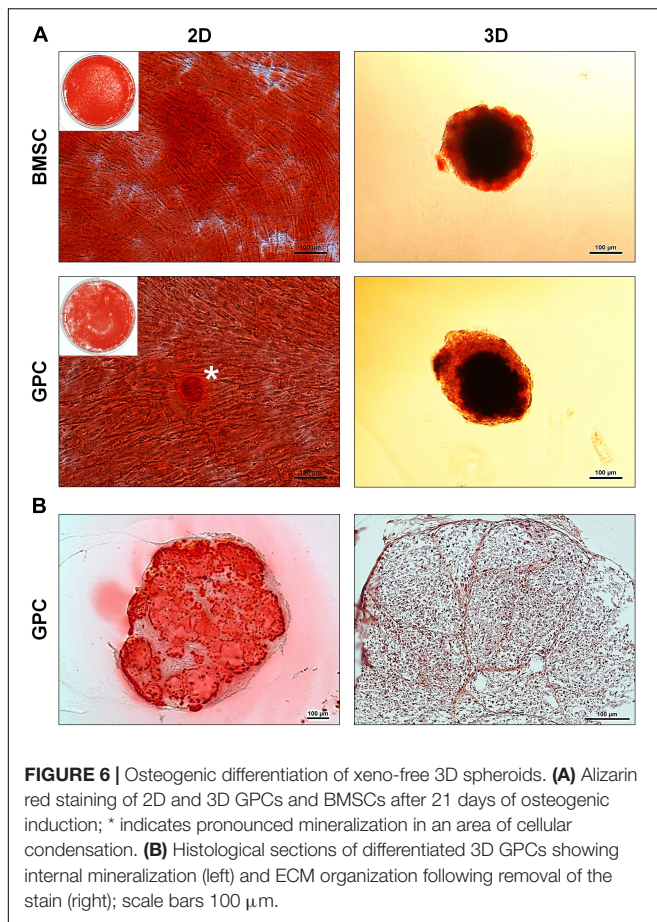 A
2D
3D
BMSC
100 µm
100 µm
GPC
*
100 µm
100 µm
B
GPC
100 µm
100 µm
FIGURE 6 | Osteogenic differentiation of xeno-free 3D spheroids. (A) Alizarin
red staining of 2D and 3D GPCs and BMSCs after 21 days of osteogenic
induction; * indicates pronounced mineralization in an area of cellular
condensation. (B) Histological sections of differentiated 3D GPCs showing
internal mineralization (left) and ECM organization following removal of the
stain (right); scale bars 100 µm.